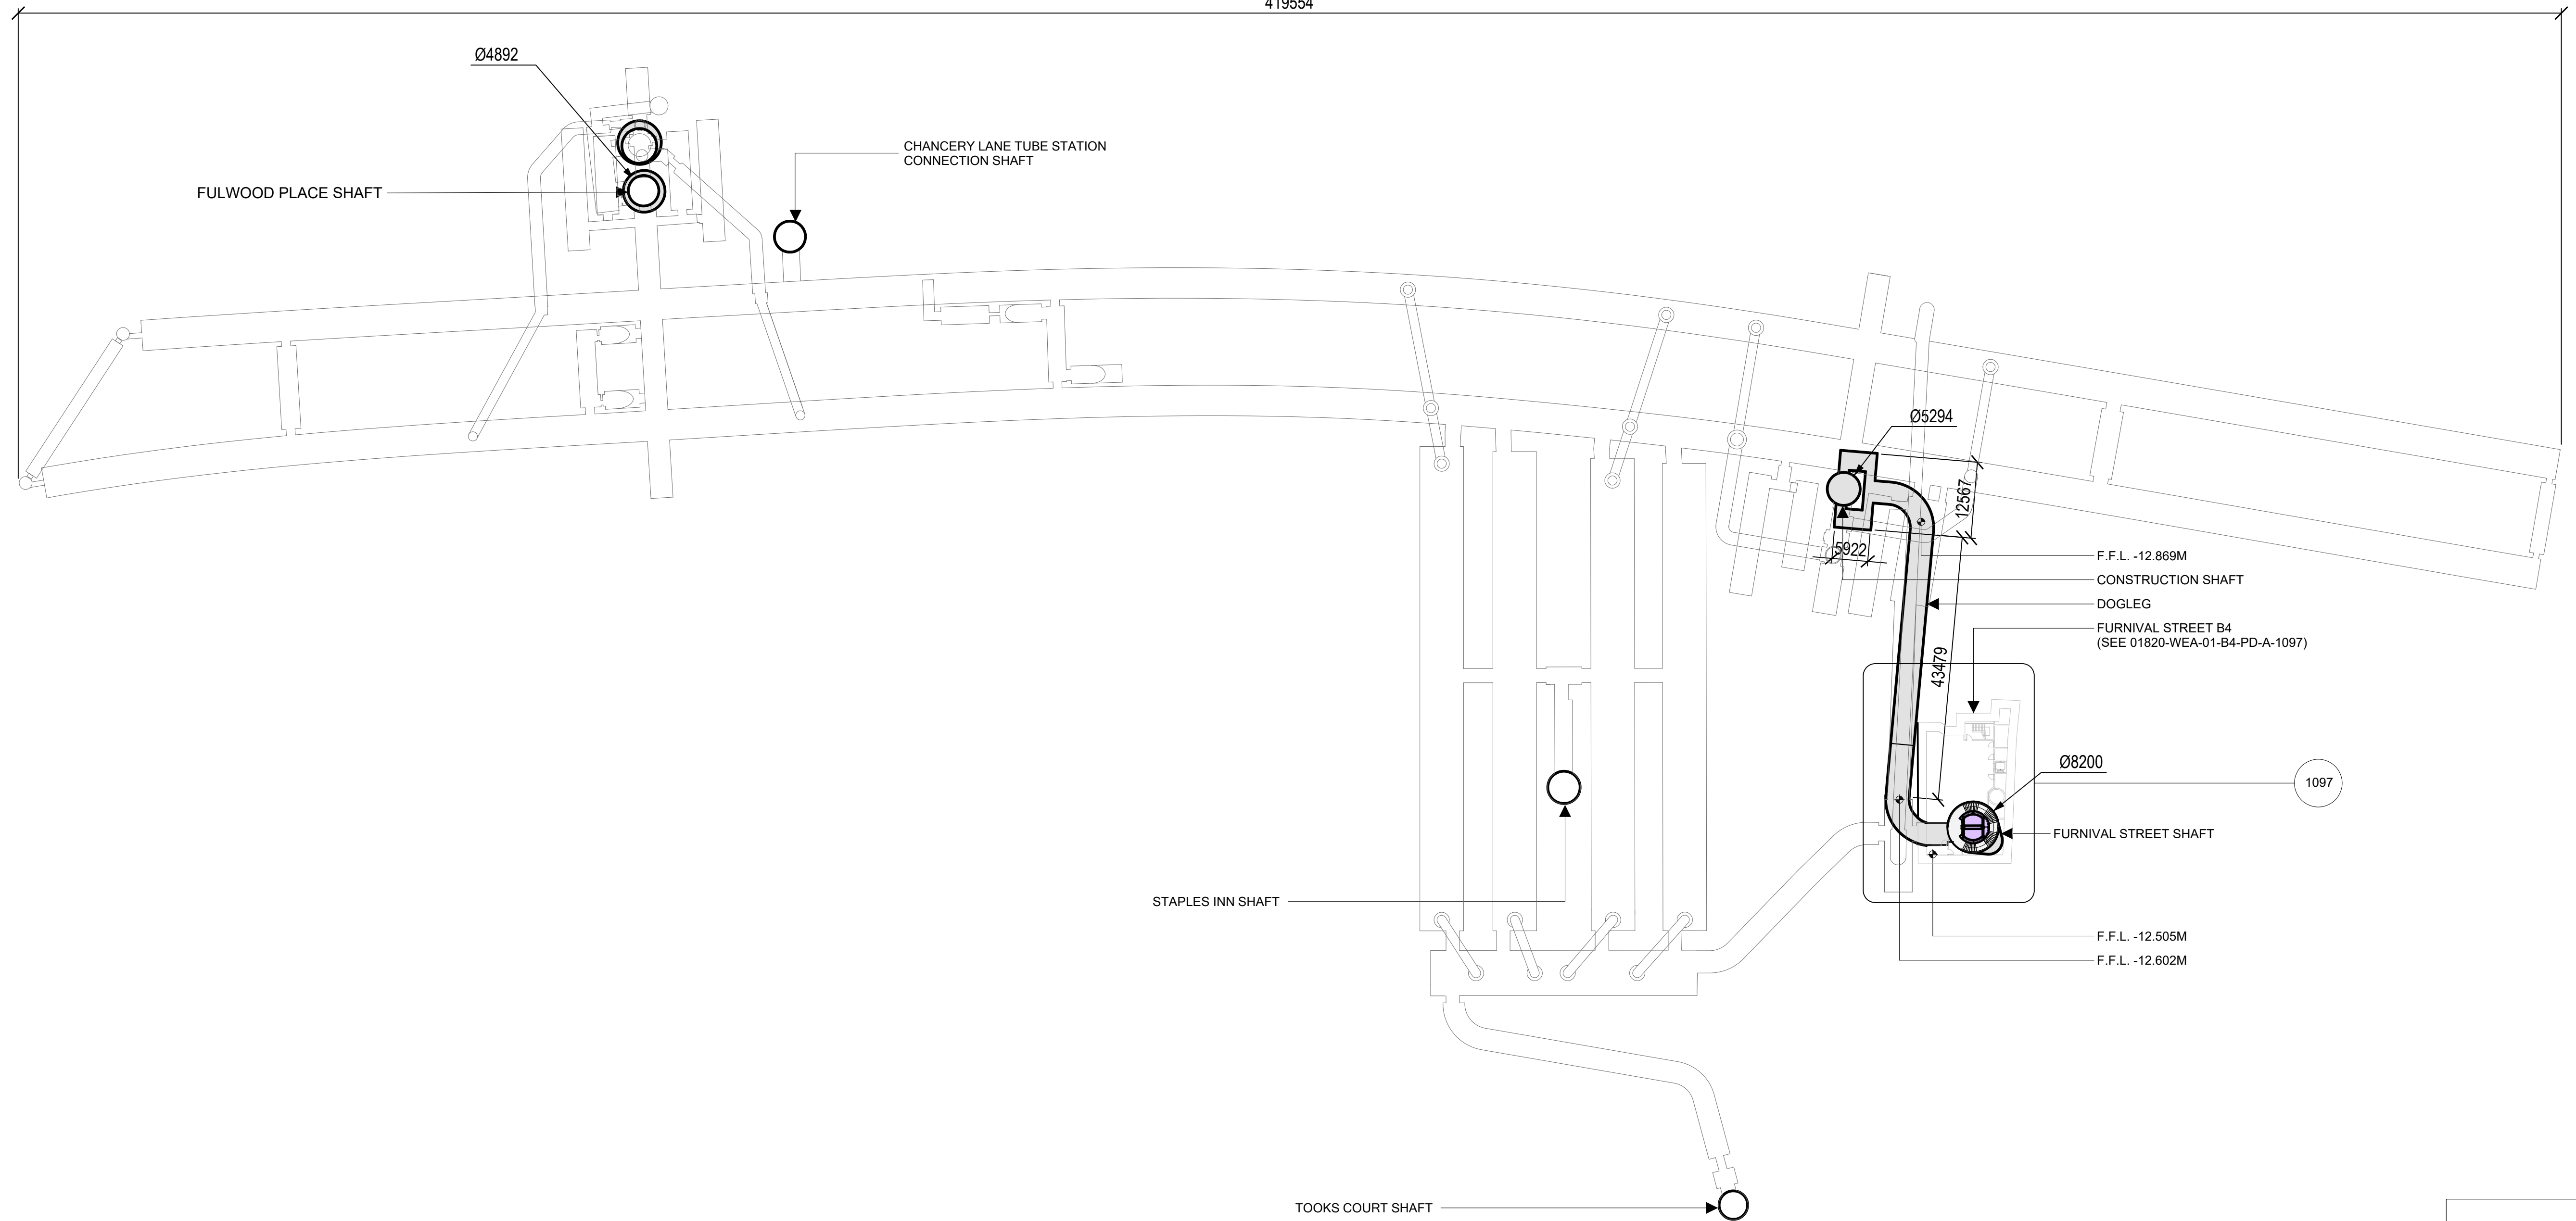 419554
Ø4892
CHANCERY LANE TUBE STATION
CONNECTION SHAFT
FULWOOD PLACE SHAFT
Ø5294
12567
5922
F.F.L. -12.869M
CONSTRUCTION SHAFT
DOGLEG
FURNIVAL STREET B4
(SEE 01820-WEA-01-B4-PD-A-1097)
43479
Ø8200
1097
FURNIVAL STREET SHAFT
STAPLES INN SHAFT
F.F.L. -12.505M
F.F.L. -12.602M
TOOKS COURT SHAFT